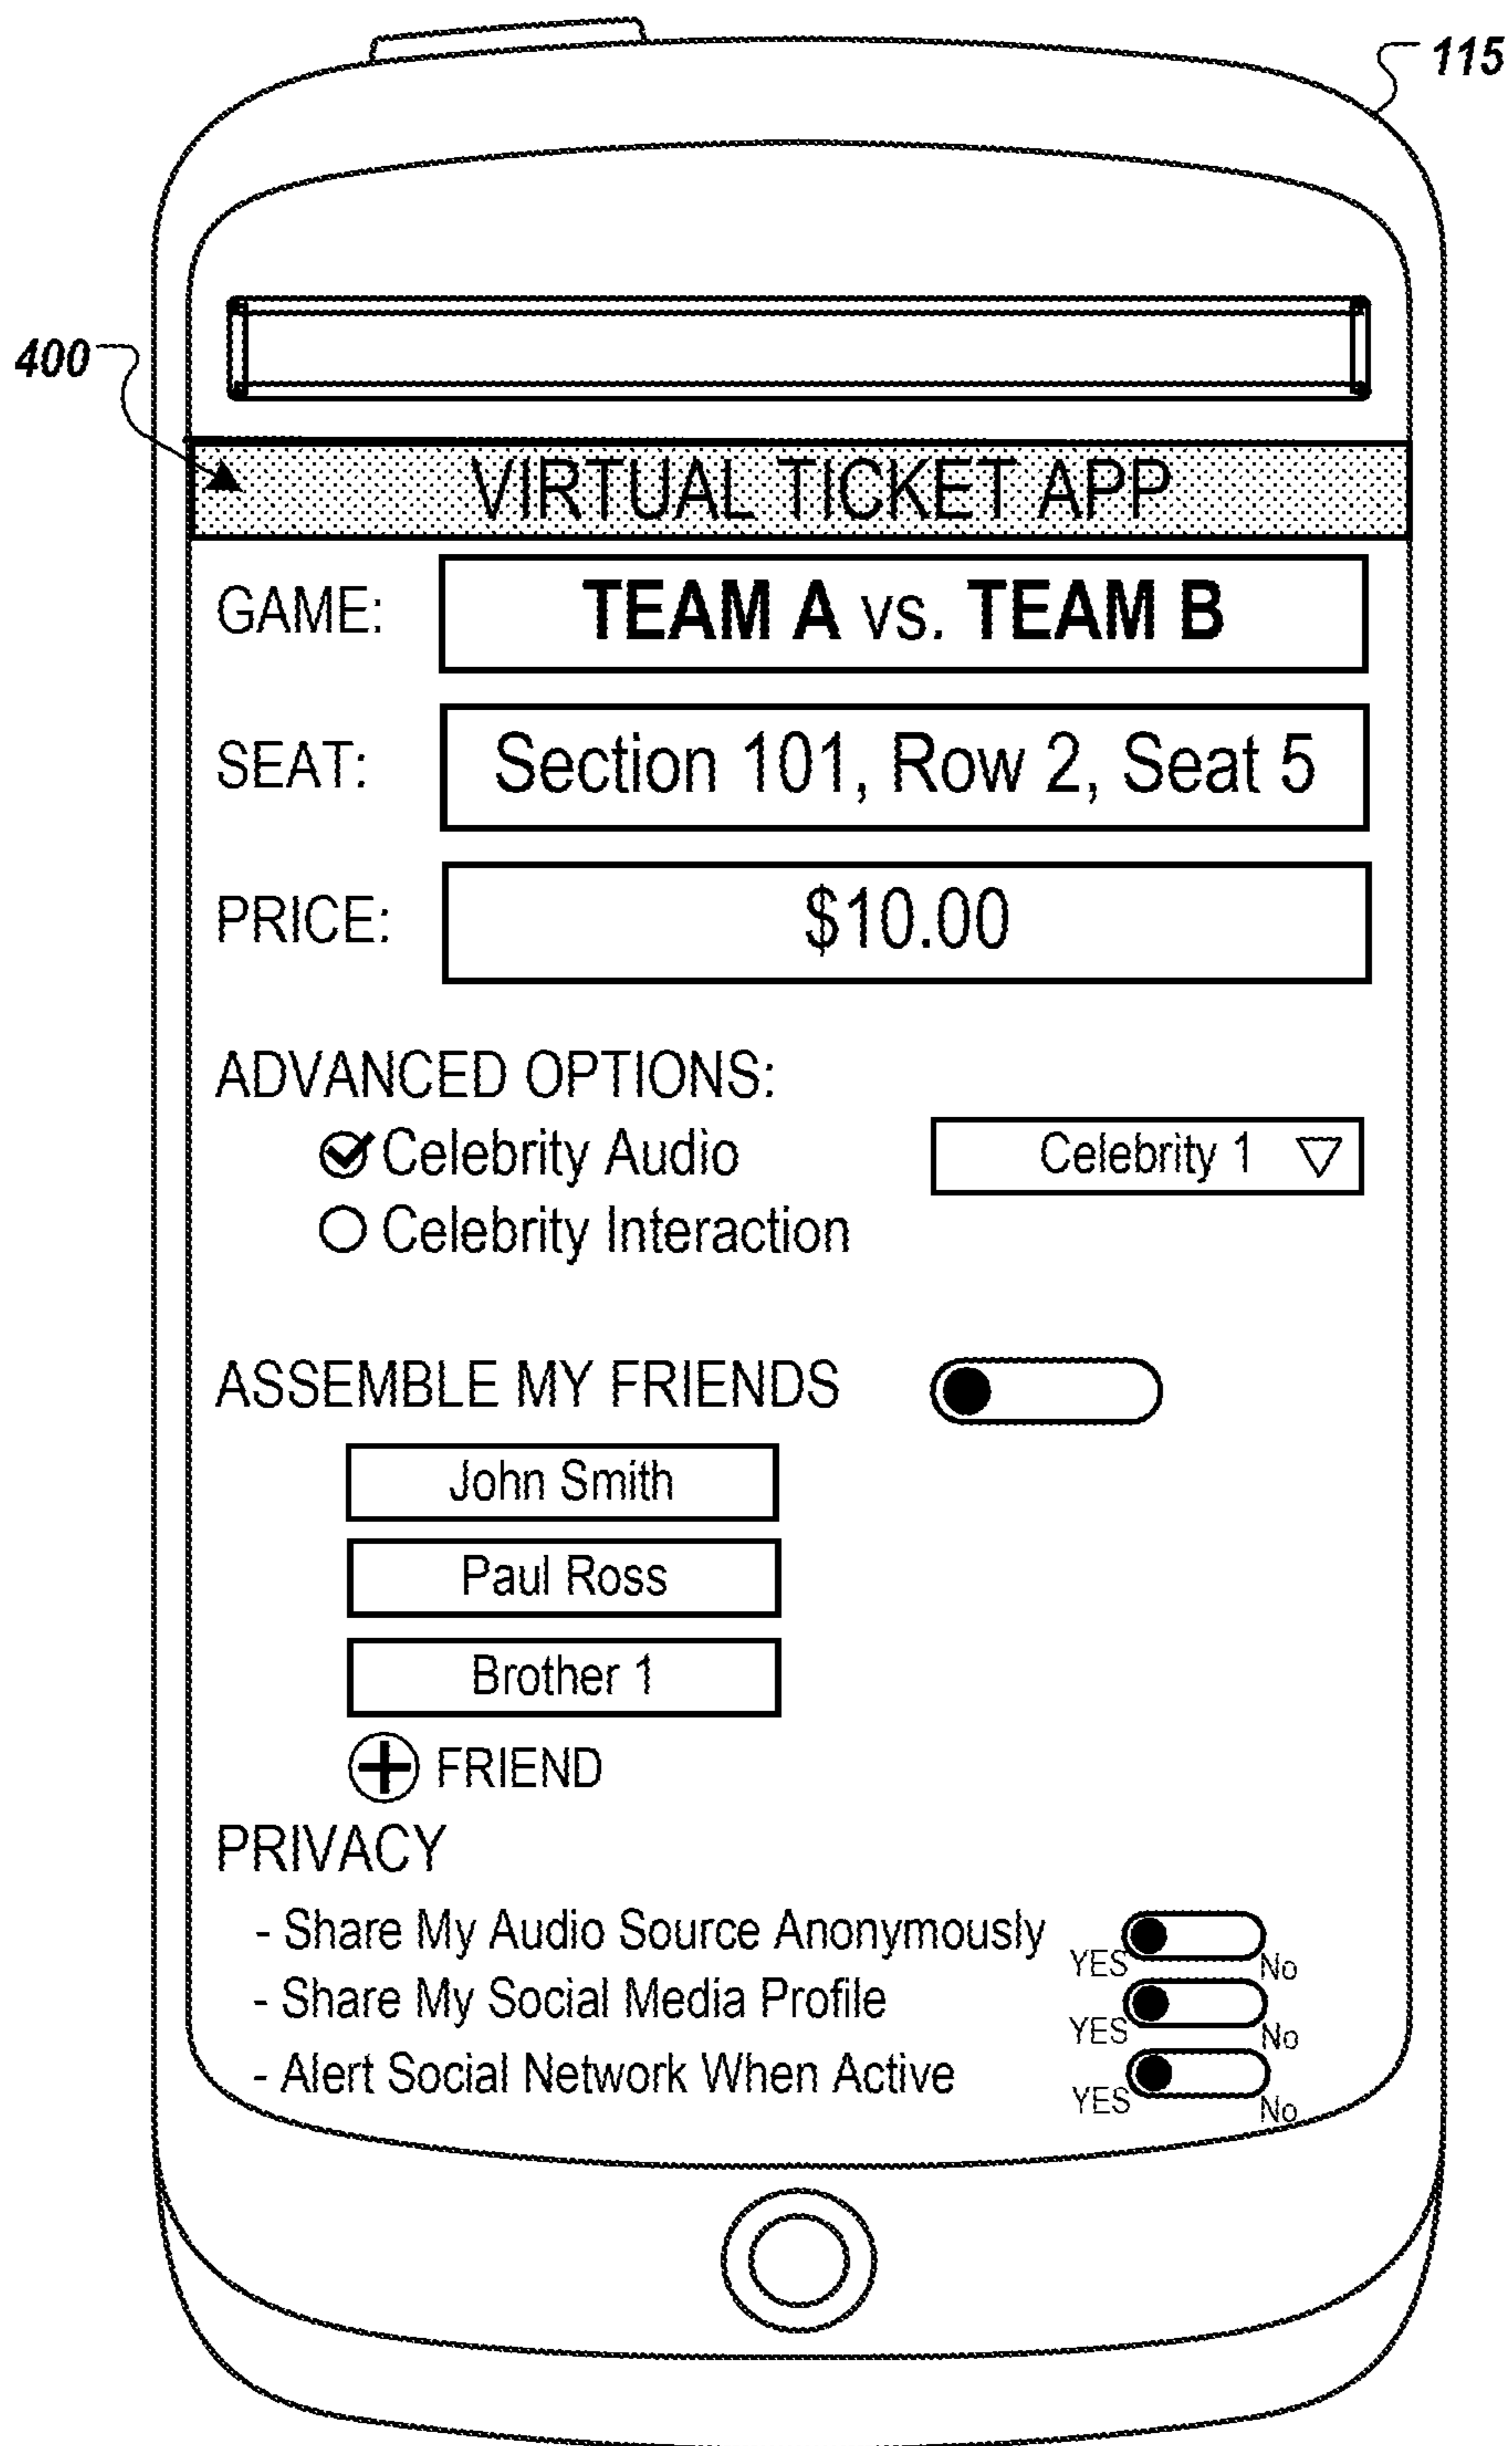 115
400
VIRTUAL TICKET APP
GAME: TEAM A vs. TEAM B
SEAT: Section 101, Row 2, Seat 5
PRICE: $10.00
ADVANCED OPTIONS:
Celebrity Audio Celebrity 1
Celebrity Interaction
ASSEMBLE MY FRIENDS
John Smith
Paul Ross
Brother 1
FRIEND
PRIVACY
- Share My Audio Source Anonymously YES No
- Share My Social Media Profile YES No
- Alert Social Network When Active YES No